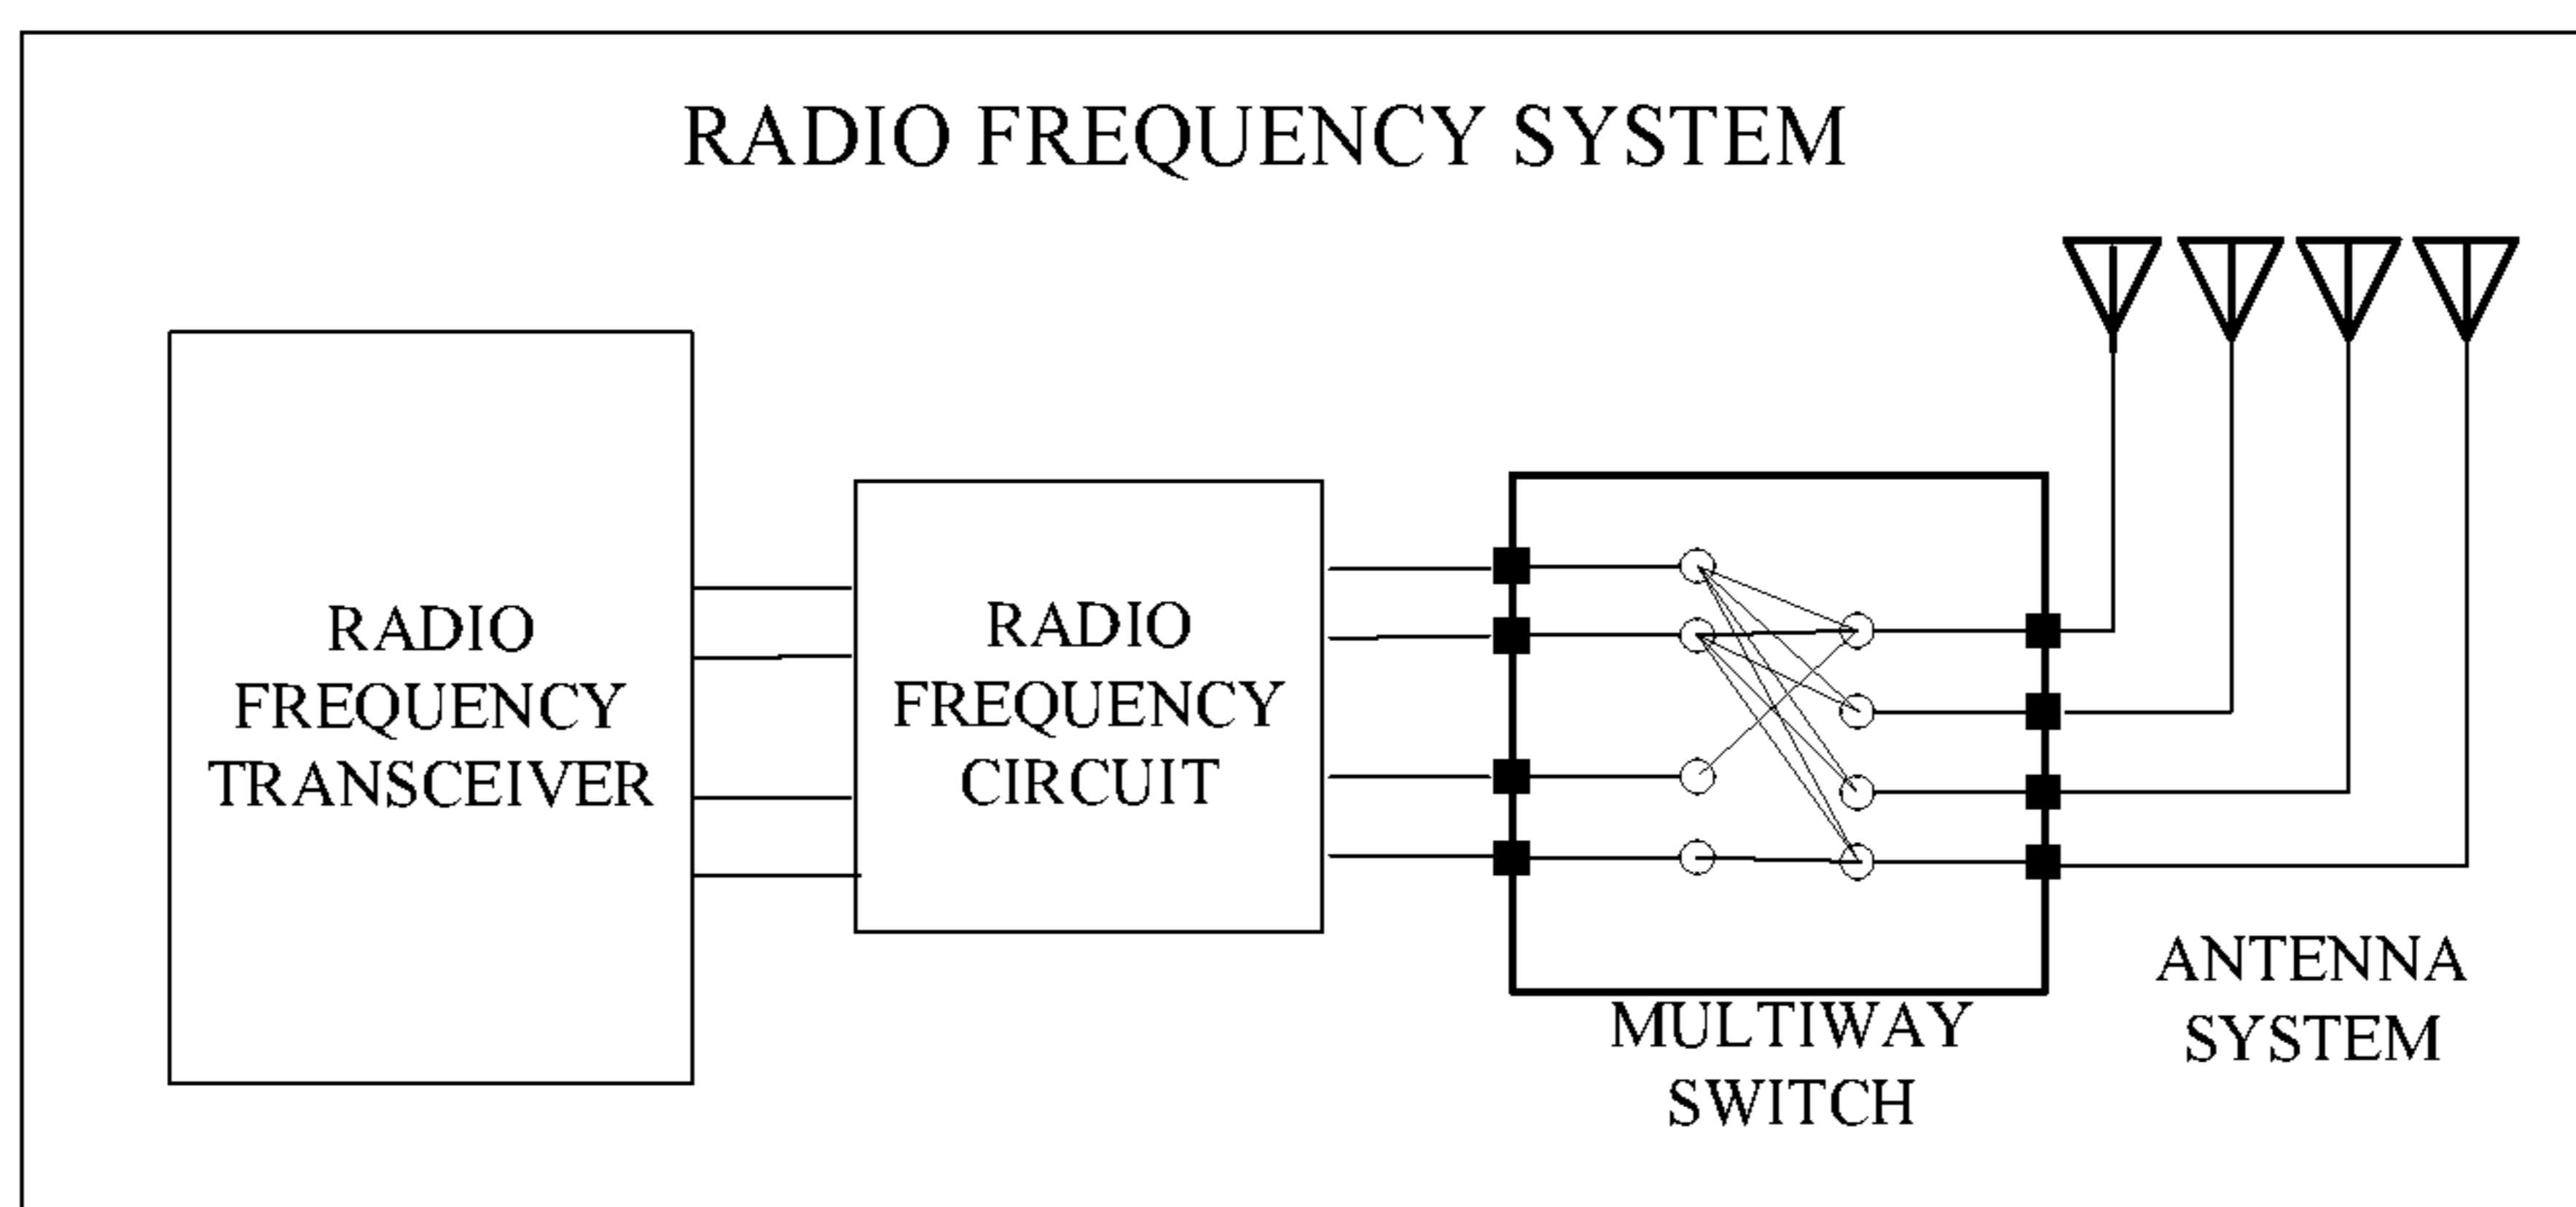 RADIO FREQUENCY SYSTEM
RADIO
FREQUENCY
TRANSCEIVER
RADIO
FREQUENCY
CIRCUIT
MULTIWAY
SWITCH
ANTENNA
SYSTEM